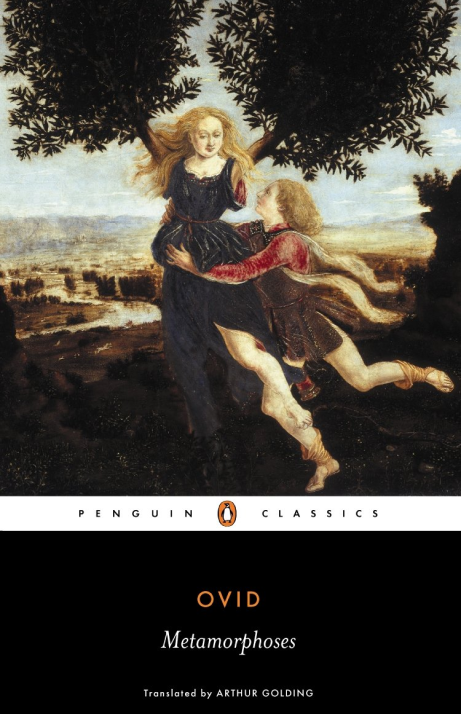 PENGUIN CLASSICS
OVID
Metamorphoses
Translated by ARTHUR GOLDING